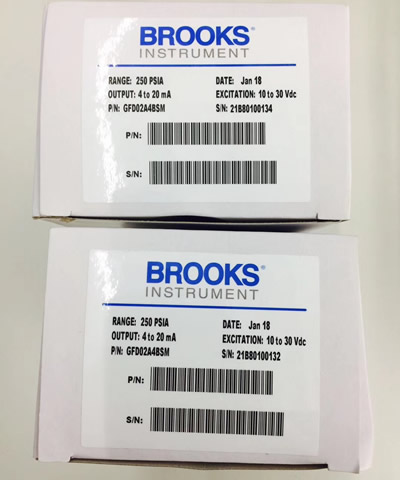 BROOKS®
INSTRUMENT
RANGE: 250 PSIA DATE: Jan 18
OUTPUT: 4 to 20 mA EXCITATION: 10 to 30 Vdc
P/N: GFD02A4BSM S/N: 21B80100134
P/N:
S/N:
BROOKS®
INSTRUMENT
RANGE: 250 PSIA DATE: Jan 18
OUTPUT: 4 to 20 mA EXCITATION: 10 to 30 Vdc
P/N: GFD02A4BSM S/N: 21B80100132
P/N:
S/N: